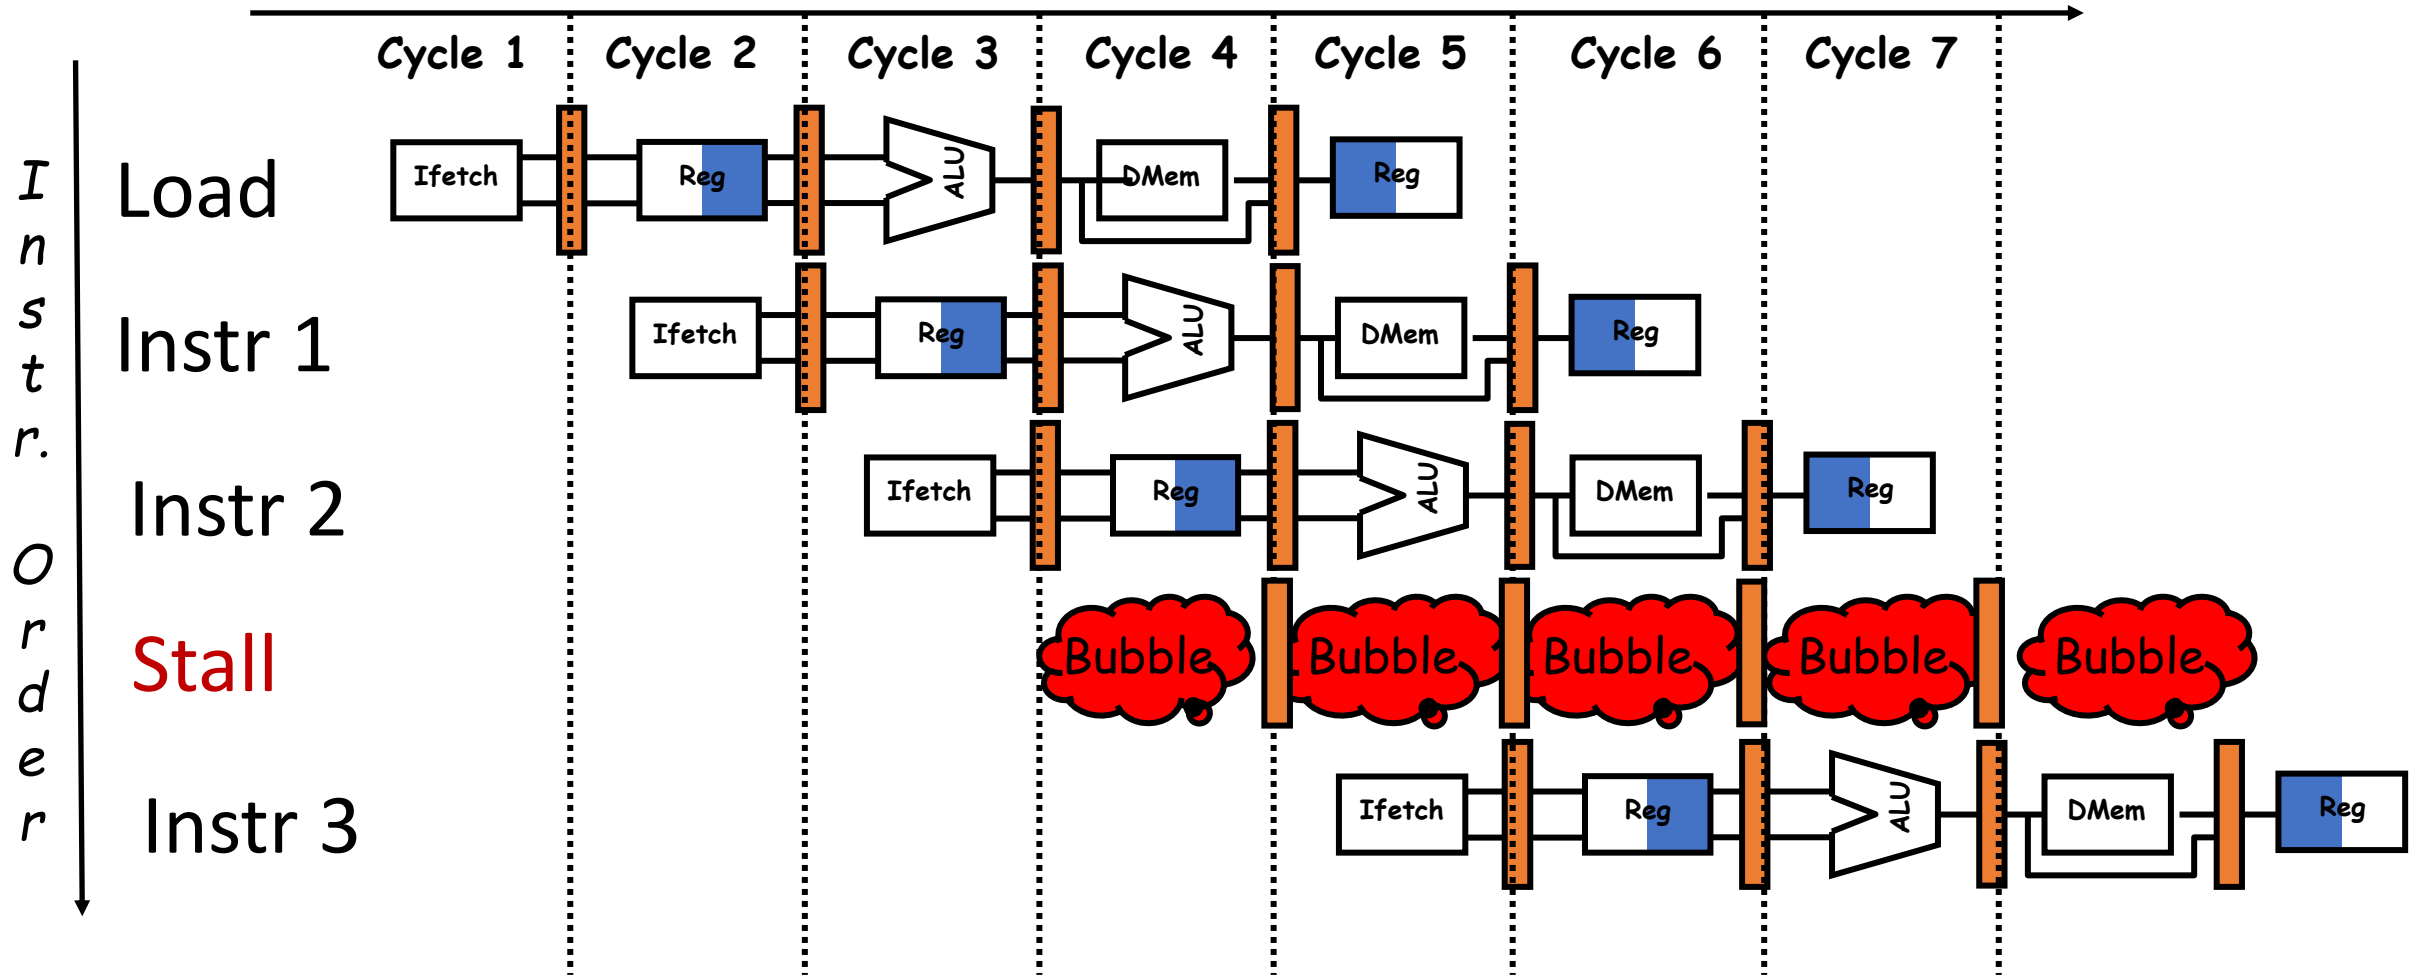 Cycle 1 Cycle 2 Cycle 3 Cycle 4 Cycle 5 Cycle 6 Cycle 7
Instr. Order
Load Ifetch Reg ALU DMem Reg
Instr 1 Ifetch Reg ALU DMem Reg
Instr 2 Ifetch Reg ALU DMem Reg
Stall Bubble Bubble Bubble Bubble Bubble
Instr 3 Ifetch Reg ALU DMem Reg